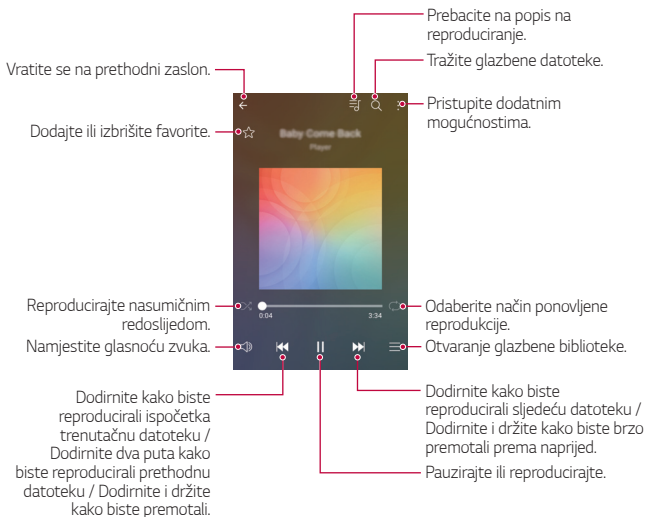 Prebacite na popis na
reproduciranje.
Tražite glazbene datoteke.
Vratite se na prethodni zaslon.
Pristupite dodatnim
mogućnostima.
Dodajte ili izbrišite favorite.
Baby Come Back
Player
Reproducirajte nasumičnim
redoslijedom.
0:04
3:34
Odaberite način ponovljene
reprodukcije.
Namjestite glasnoću zvuka.
Otvaranje glazbene biblioteke.
Dodirnite kako biste
reproducirali ispočetka
trenutačnu datoteku /
Dodirnite dva puta kako
biste reproducirali prethodnu
datoteku / Dodirnite i držite
kako biste premotali.
Dodirnite kako biste
reproducirali sljedeću datoteku /
Dodirnite i držite kako biste brzo
premotali prema naprijed.
Pauzirajte ili reproducirajte.